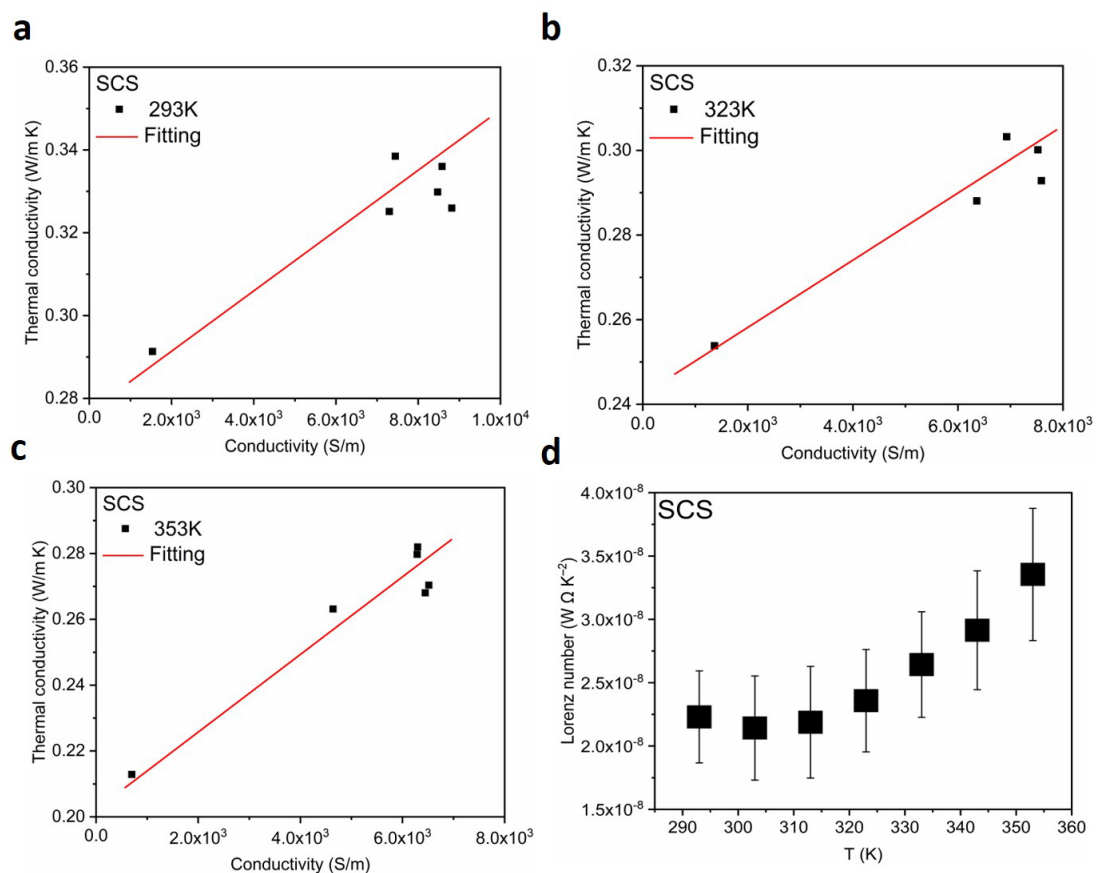 a
0.36
0.34
0.32
0.30
0.28
Thermal conductivity (W/m K)
SCS
293K
Fitting
0.0 2.0x10³ 4.0x10³ 6.0x10³ 8.0x10³ 1.0x10⁴
Conductivity (S/m)
b
0.32
0.30
0.28
0.26
0.24
Thermal conductivity (W/m K)
SCS
323K
Fitting
0.0 2.0x10³ 4.0x10³ 6.0x10³ 8.0x10³
Conductivity (S/m)
c
0.30
0.28
0.26
0.24
0.22
0.20
Thermal conductivity (W/m K)
SCS
353K
Fitting
0.0 2.0x10³ 4.0x10³ 6.0x10³ 8.0x10³
Conductivity (S/m)
d
4.0x10⁻⁸
3.5x10⁻⁸
3.0x10⁻⁸
2.5x10⁻⁸
2.0x10⁻⁸
1.5x10⁻⁸
Lorenz number (W Ω K⁻²)
SCS
290 300 310 320 330 340 350 360
T (K)